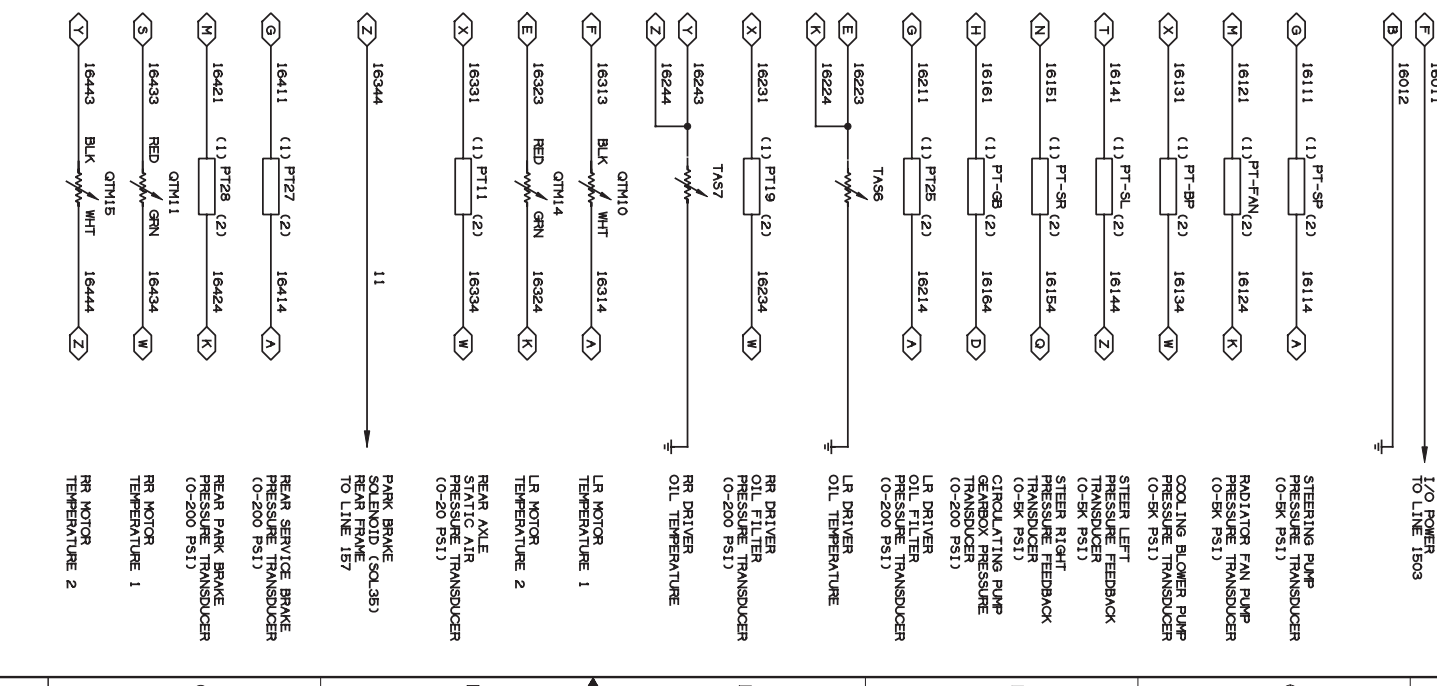 F 16011 I/O POWER
TO LINE 1503
B 16012
G 16111 (1) PT-SP (2) 16114 A STEERING PUMP
PRESSURE TRANSDUCER
(0-5K PSI)
M 16121 (1) PT-FAN (2) 16124 K RADIATOR FAN PUMP
PRESSURE TRANSDUCER
(0-5K PSI)
X 16131 (1) PT-BP (2) 16134 W COOLING BLOWER PUMP
PRESSURE TRANSDUCER
(0-5K PSI)
T 16141 (1) PT-SL (2) 16144 Z STEER LEFT
PRESSURE FEEDBACK
TRANSDUCER
(0-5K PSI)
N 16151 (1) PT-SR (2) 16154 Q STEER RIGHT
PRESSURE FEEDBACK
TRANSDUCER
(0-5K PSI)
H 16161 (1) PT-GB (2) 16164 D CIRCULATING PUMP
GEARBOX PRESSURE
TRANSDUCER
(0-200 PSI)
G 16211 (1) PT25 (2) 16214 A LR DRIVER
OIL FILTER
PRESSURE TRANSDUCER
(0-200 PSI)
E 16223 TAS6 LR DRIVER
OIL TEMPERATURE
K 16224
X 16231 (1) PT19 (2) 16234 W RR DRIVER
OIL FILTER
PRESSURE TRANSDUCER
(0-200 PSI)
Y 16243 TAS7 RR DRIVER
OIL TEMPERATURE
Z 16244
F 16313 BLK QTM10 WHT 16314 A LR MOTOR
TEMPERATURE 1
E 16323 RED QTM14 GRN 16324 K LR MOTOR
TEMPERATURE 2
X 16331 (1) PT11 (2) 16334 W REAR AXLE
STATIC AIR
PRESSURE TRANSDUCER
(0-20 PSI)
Z 16344 11 PARK BRAKE
SOLENOID (SOL35)
REAR FRAME
TO LINE 157
G 16411 (1) PT27 (2) 16414 A REAR SERVICE BRAKE
PRESSURE TRANSDUCER
(0-200 PSI)
M 16421 (1) PT28 (2) 16424 K REAR PARK BRAKE
PRESSURE TRANSDUCER
(0-200 PSI)
S 16433 RED QTM11 GRN 16434 W RR MOTOR
TEMPERATURE 1
Y 16443 BLK QTM15 WHT 16444 Z RR MOTOR
TEMPERATURE 2